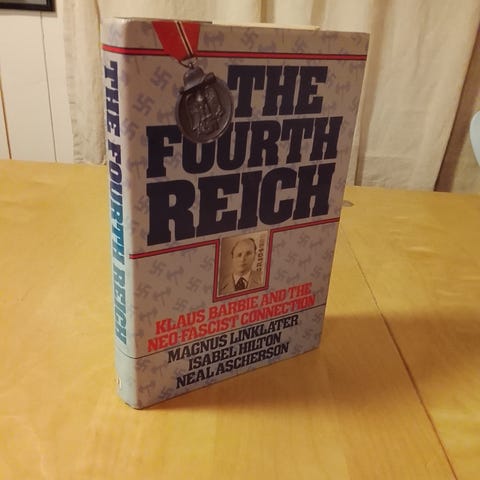 THE FOURTH REICH
THE
FOURTH
REICH
KLAUS BARBIE AND THE
NEO-FASCIST CONNECTION
MAGNUS LINKLATER
ISABEL HILTON
NEAL ASCHERSON